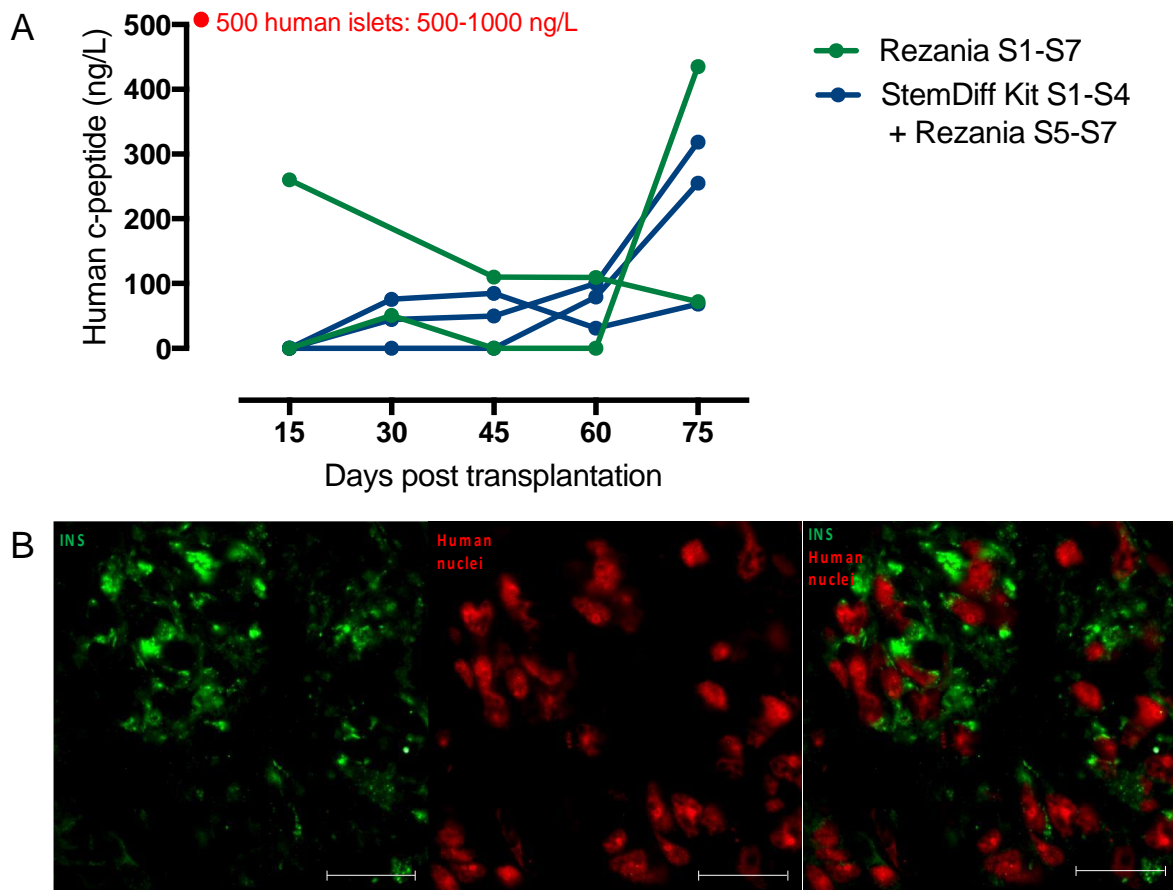 A
500 human islets: 500-1000 ng/L
Human c-peptide (ng/L)
500
400
300
200
100
0
15 30 45 60 75
Days post transplantation
Rezania S1-S7
StemDiff Kit S1-S4
+ Rezania S5-S7
B
INS
Human
nuclei
INS
Human
nuclei